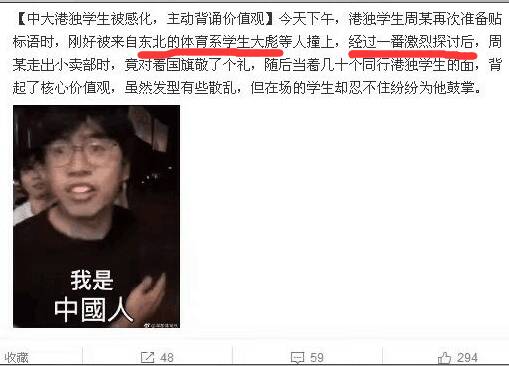 【中大港独学生被感化，主动背诵价值观】今天下午，港独学生周某再次准备贴
标语时，刚好被来自东北的体育系学生大彪等人撞上，经过一番激烈探讨后，周
某走出小卖部时，竟对着国旗敬了个礼，随后当着几十个同行港独学生的面，背
起了核心价值观，虽然发型有些散乱，但在场的学生却忍不住纷纷为他鼓掌。
我是
中國人
收藏
48
59
294